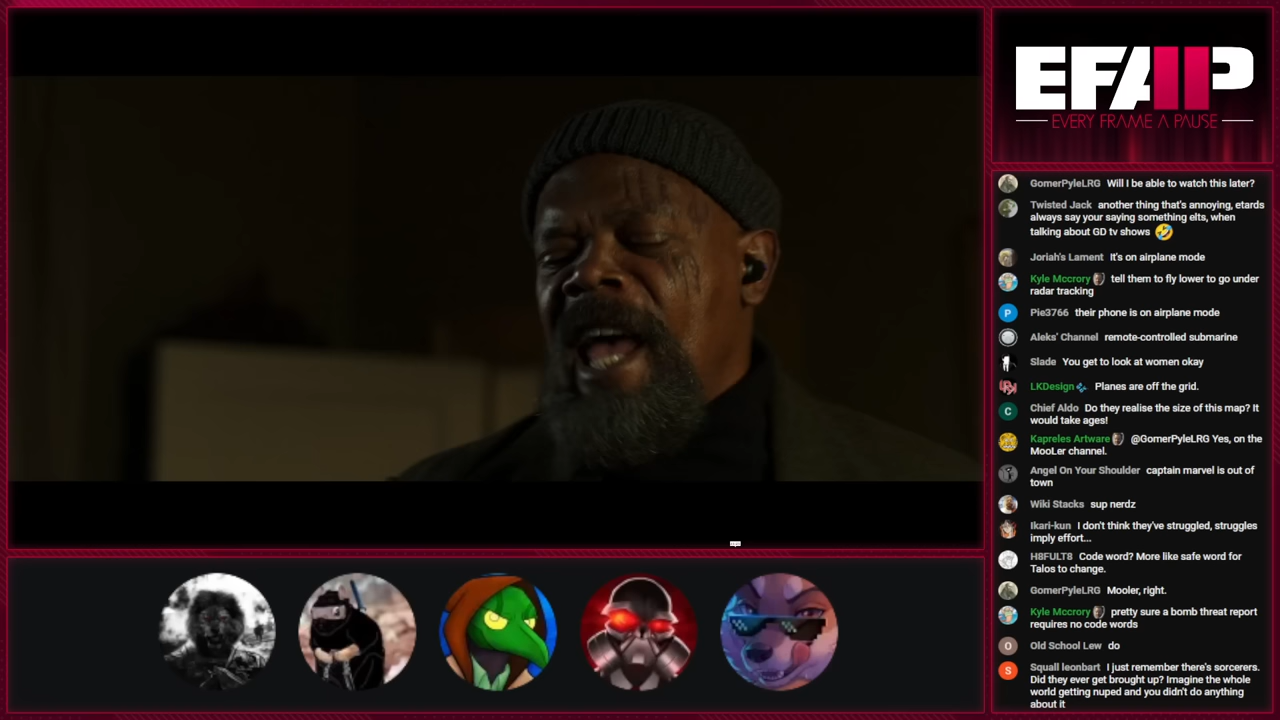 EFAP
EVERY FRAME A PAUSE
GomerPyleLRG Will I be able to watch this later?
Twisted Jack another thing that's annoying, etards
always say your saying something elts, when
talking about GD tv shows 🤣
Joriah's Lament It's on airplane mode
Kyle Mccrory tell them to fly lower to go under
radar tracking
P
Pie3766 their phone is on airplane mode
Aleks' Channel remote-controlled submarine
Slade You get to look at women okay
LKDesign Planes are off the grid.
C
Chief Aldo Do they realise the size of this map? It
would take ages!
Kapreles Artware @GomerPyleLRG Yes, on the
MooLer channel.
Angel On Your Shoulder captain marvel is out of
town
Wiki Stacks sup nerdz
Ikari-kun I don't think they've struggled, struggles
imply effort...
H8FULT8 Code word? More like safe word for
Talos to change.
GomerPyleLRG Mooler, right.
Kyle Mccrory pretty sure a bomb threat report
requires no code words
O
Old School Lew do
S
Squall leonbart I just remember there's sorcerers.
Did they ever get brought up? Imagine the whole
world getting nuped and you didn't do anything
about it